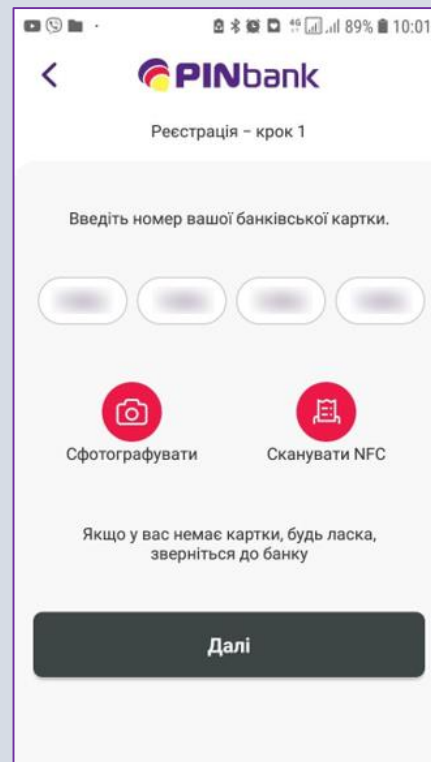 4G 89% 10:01
PINbank
Реєстрація - крок 1
Введіть номер вашої банківської картки.
Сфотографувати Сканувати NFC
Якщо у вас немає картки, будь ласка,
зверніться до банку
Далі